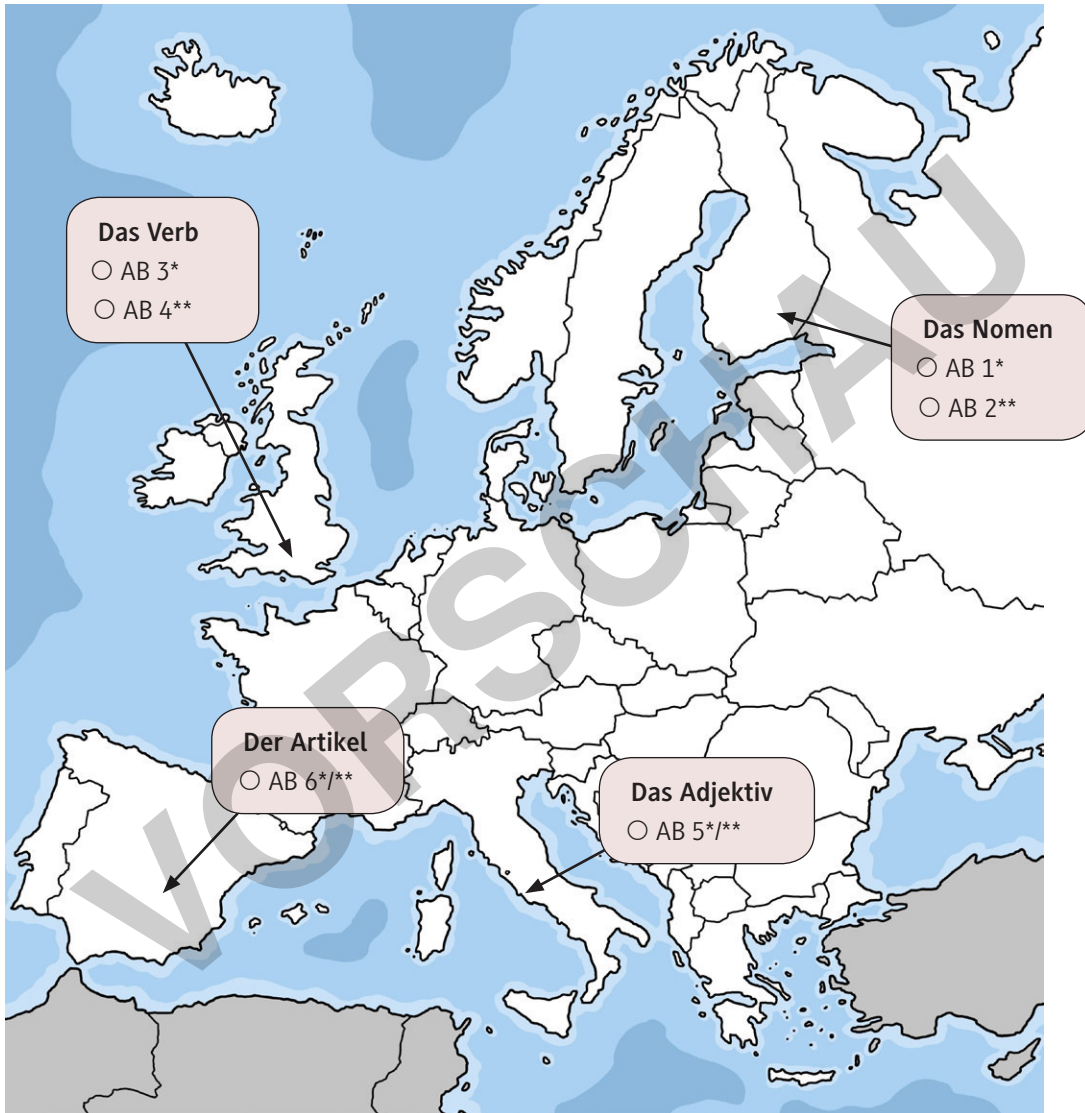 Das Verb
○ AB 3*
○ AB 4**
Das Nomen
○ AB 1*
○ AB 2**
Der Artikel
○ AB 6*/**
Das Adjektiv
○ AB 5*/**
VORSCHAU